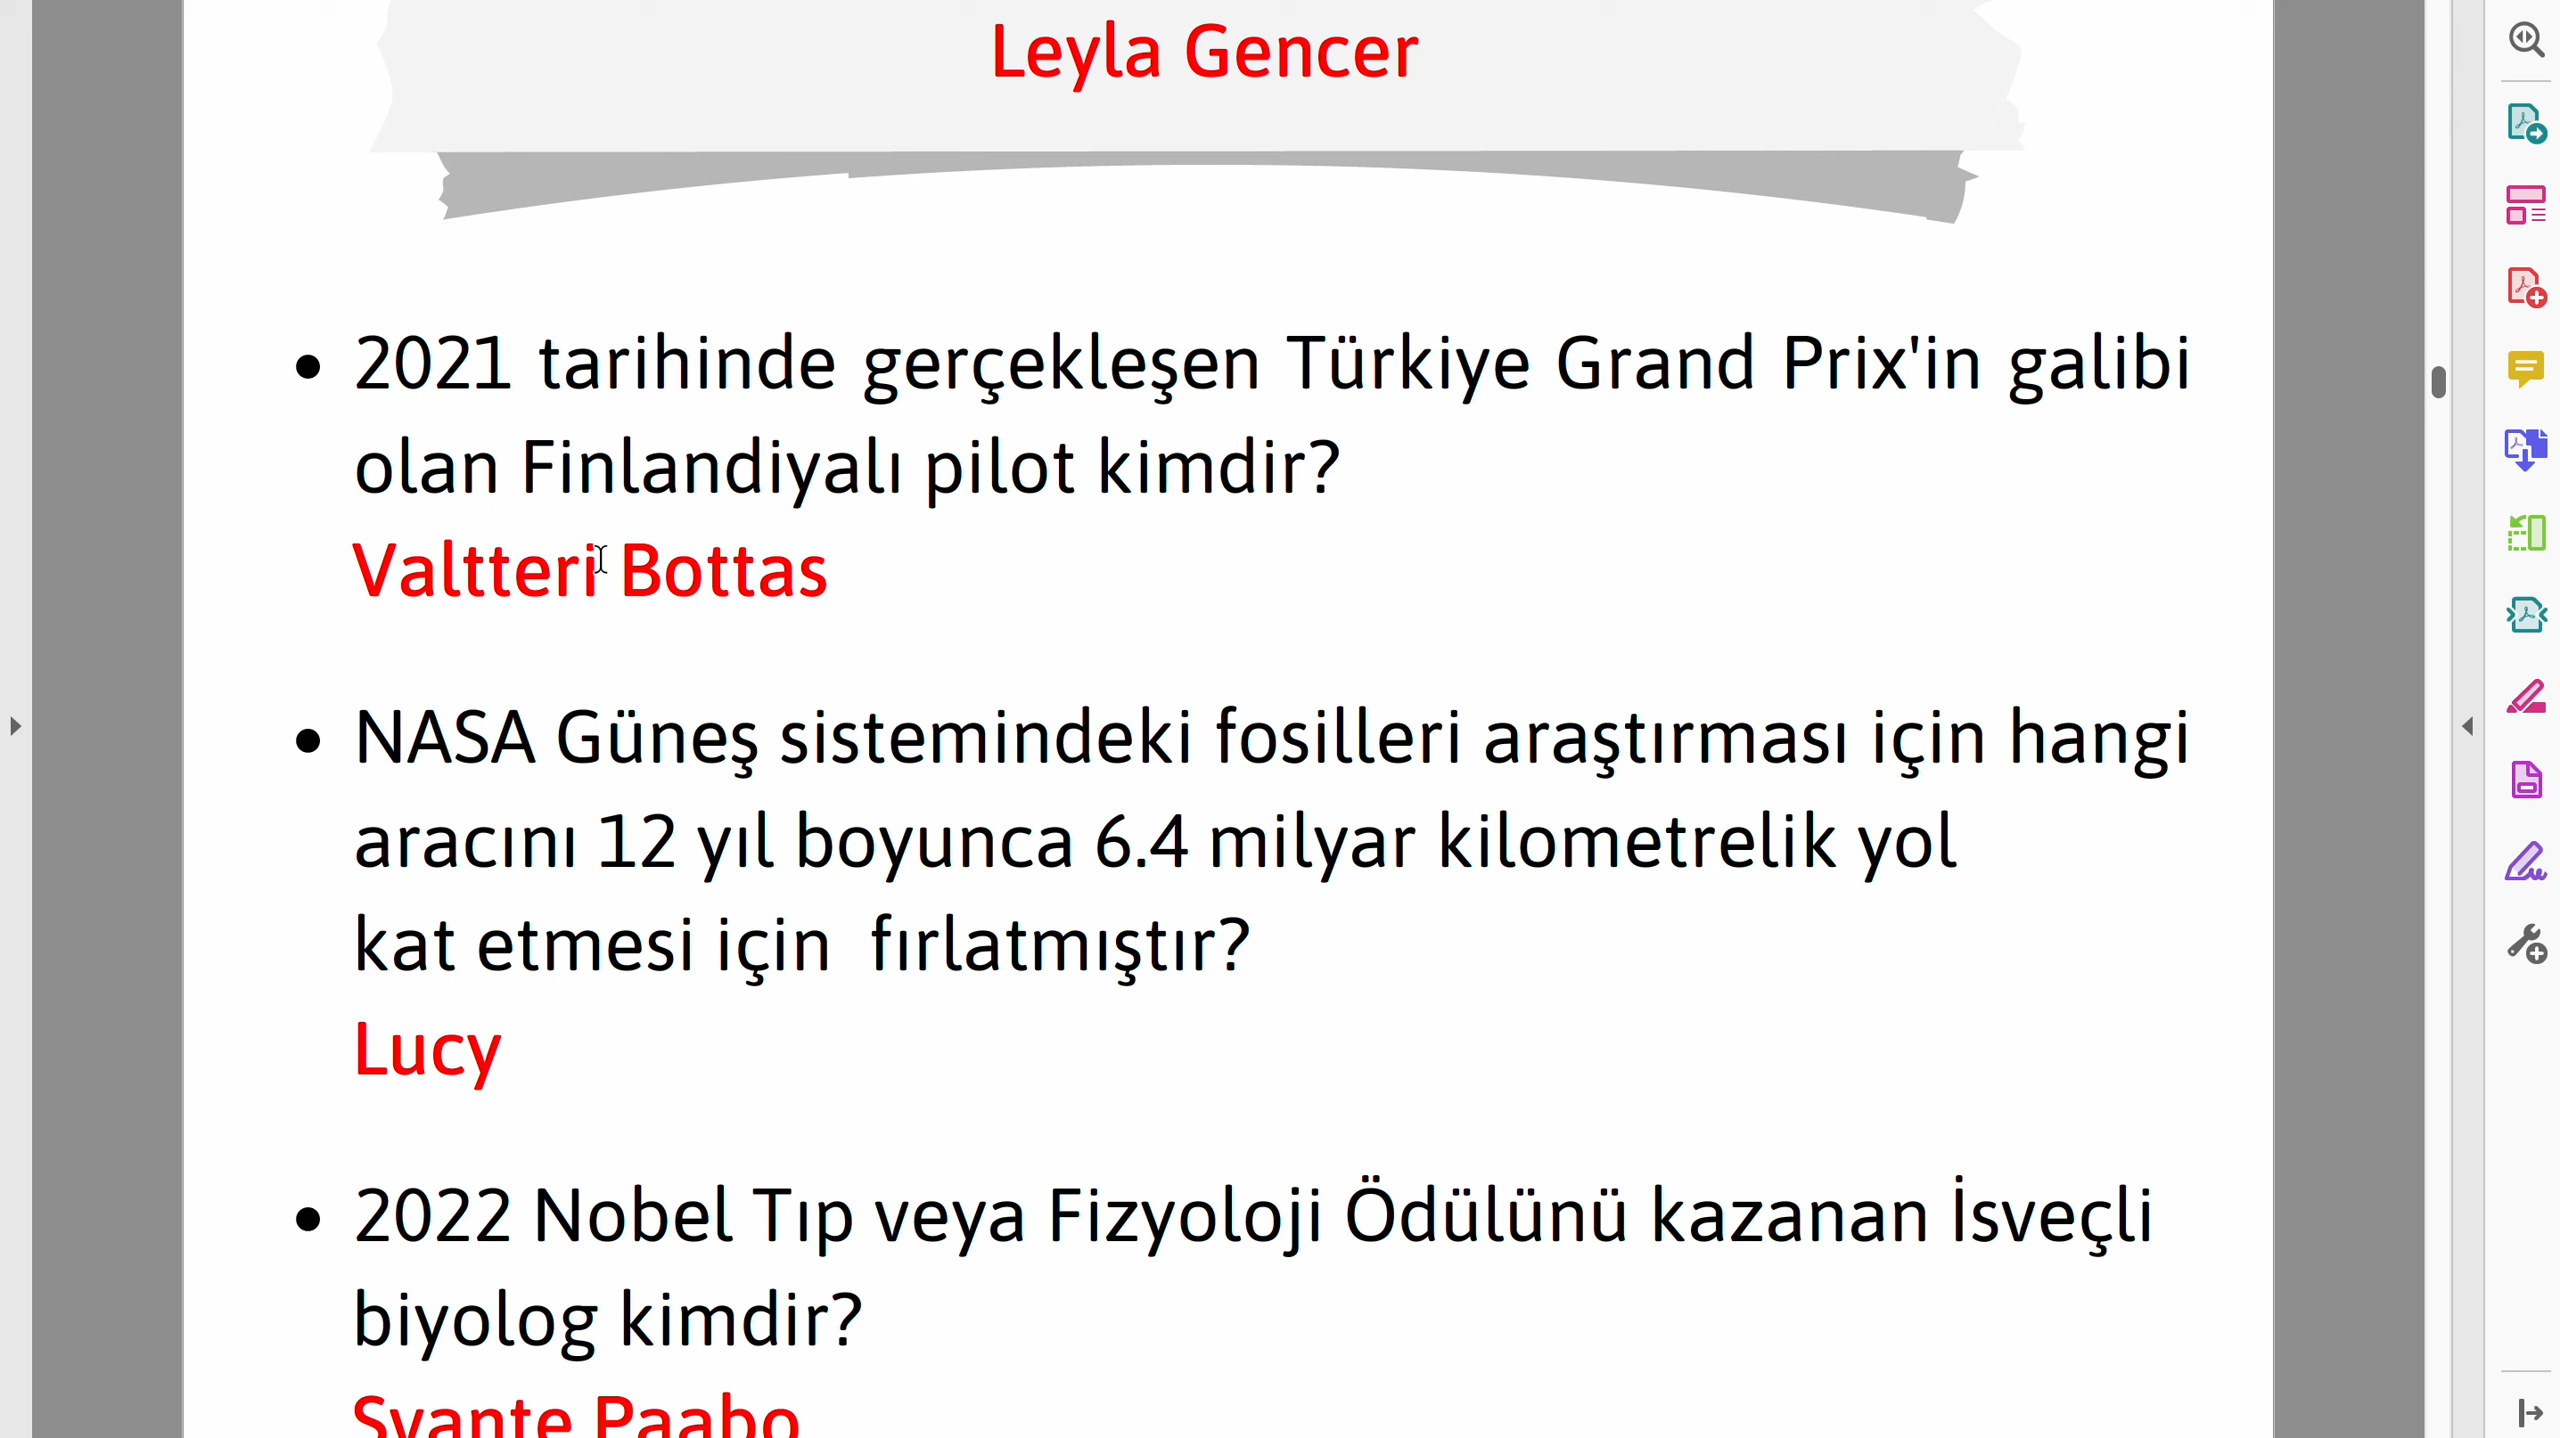 Leyla Gencer
• 2021 tarihinde gerçekleşen Türkiye Grand Prix'in galibi
olan Finlandiyalı pilot kimdir?
Valtteri Bottas
• NASA Güneş sistemindeki fosilleri araştırması için hangi
aracını 12 yıl boyunca 6.4 milyar kilometrelik yol
kat etmesi için  fırlatmıştır?
Lucy
• 2022 Nobel Tıp veya Fizyoloji Ödülünü kazanan İsveçli
biyolog kimdir?
Svante Paabo